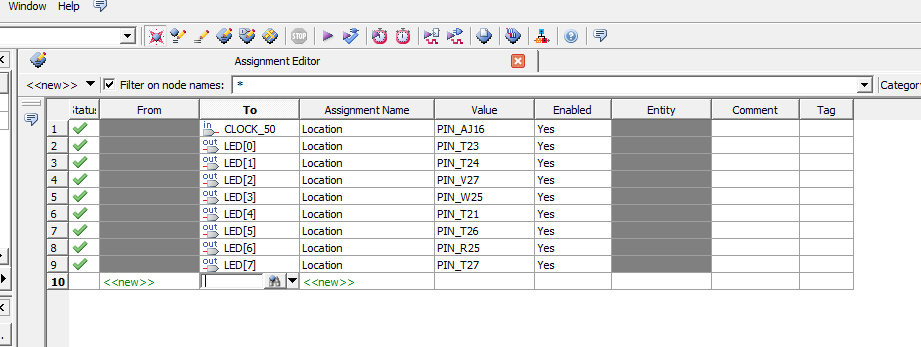 Window Help
STOP
Assignment Editor
<<new>> Filter on node names: * Categor
Status From To Assignment Name Value Enabled Entity Comment Tag
1 in CLOCK_50 Location PIN_AJ16 Yes
2 out LED[0] Location PIN_T23 Yes
3 out LED[1] Location PIN_T24 Yes
4 out LED[2] Location PIN_V27 Yes
5 out LED[3] Location PIN_W25 Yes
6 out LED[4] Location PIN_T21 Yes
7 out LED[5] Location PIN_T26 Yes
8 out LED[6] Location PIN_R25 Yes
9 out LED[7] Location PIN_T27 Yes
10 <<new>> <<new>>